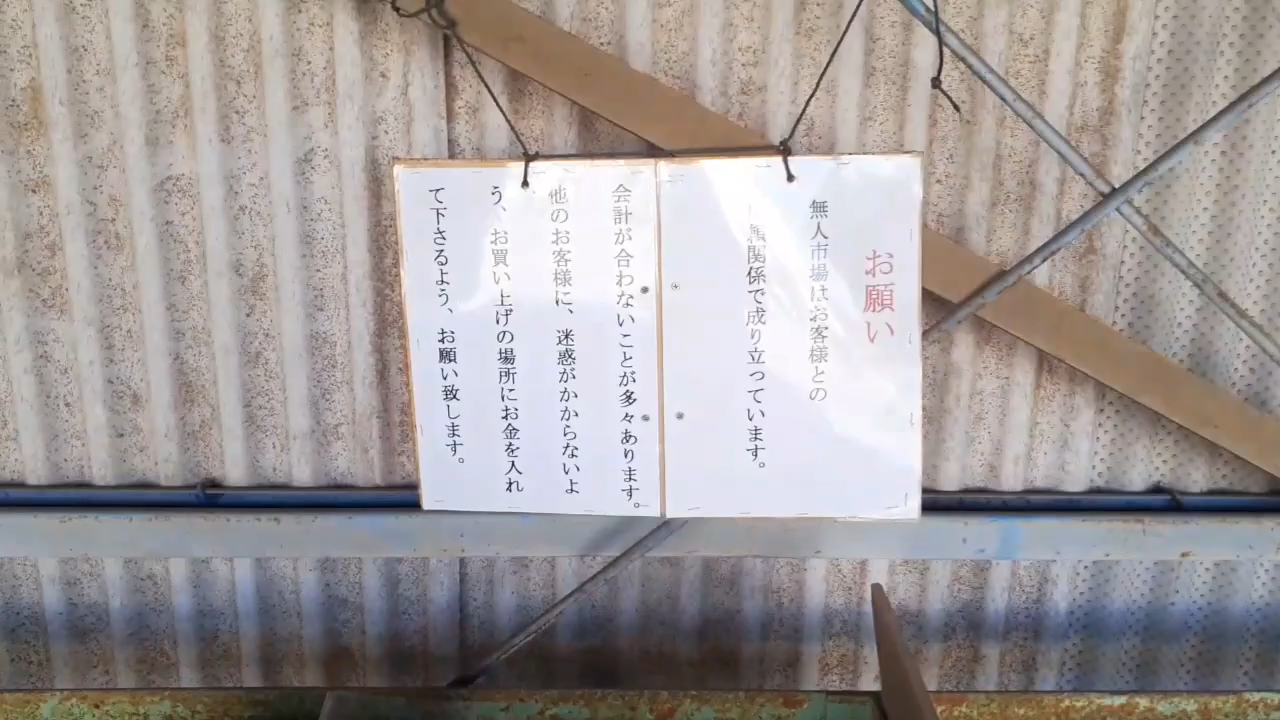 お願い
無人市場はお客様との
頼関係で成り立っています。
会計が合わないことが多々あります。
他のお客様に、迷惑がかからないよ
う、お買い上げの場所にお金を入れ
て下さるよう、お願い致します。